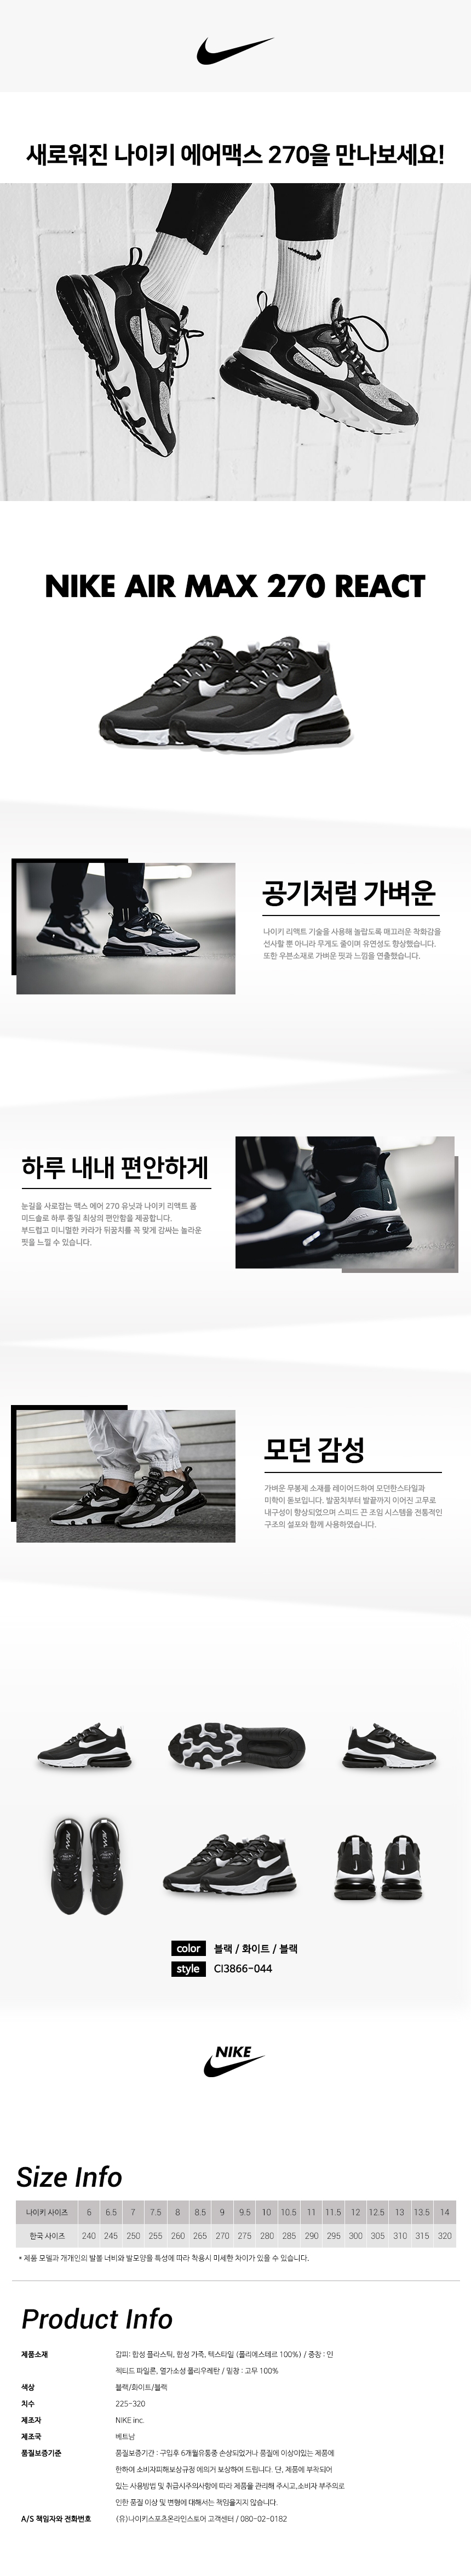 새로워진 나이키 에어맥스 270을 만나보세요!
NIKE AIR MAX 270 REACT
공기처럼 가벼운
나이키 리액트 기술을 사용해 놀랍도록 매끄러운 착화감을
선사할 뿐 아니라 무게도 줄이며 유연성도 향상했습니다.
또한 우븐소재로 가벼운 핏과 느낌을 연출했습니다.
하루 내내 편안하게
눈길을 사로잡는 맥스 에어 270 유닛과 나이키 리액트 폼
미드솔로 하루 종일 최상의 편안함을 제공합니다.
부드럽고 미니멀한 카라가 뒤꿈치를 꼭 맞게 감싸는 놀라운
핏을 느낄 수 있습니다.
모던 감성
가벼운 무봉제 소재를 레이어드하여 모던한스타일과
미학이 돋보입니다. 발꿈치부터 발끝까지 이어진 고무로
내구성이 향상되었으며 스피드 끈 조임 시스템을 전통적인
구조의 설포와 함께 사용하였습니다.
color 블랙 / 화이트 / 블랙
style CI3866-044
NIKE
Size Info
나이키 사이즈 6 6.5 7 7.5 8 8.5 9 9.5 10 10.5 11 11.5 12 12.5 13 13.5 14
한국 사이즈 240 245 250 255 260 265 270 275 280 285 290 295 300 305 310 315 320
* 제품 모델과 개개인의 발볼 너비와 발모양을 특성에 따라 착용시 미세한 차이가 있을 수 있습니다.
Product Info
제품소재 갑피: 합성 플라스틱, 합성 가죽, 텍스타일 (폴리에스테르 100%) / 중창 : 인
젝티드 파일론, 열가소성 폴리우레탄 / 밑창 : 고무 100%
색상 블랙/화이트/블랙
치수 225-320
제조자 NIKE inc.
제조국 베트남
품질보증기준 품질보증기간 : 구입후 6개월유통중 손상되었거나 품질에 이상이있는 제품에
한하여 소비자피해보상규정 에의거 보상하여 드립니다. 단, 제품에 부착되어
있는 사용방법 및 취급시주의사항에 따라 제품을 관리해 주시고,소비자 부주의로
인한 품질 이상 및 변형에 대해서는 책임을지지 않습니다.
A/S 책임자와 전화번호 (유)나이키스포츠온라인스토어 고객센터 / 080-02-0182